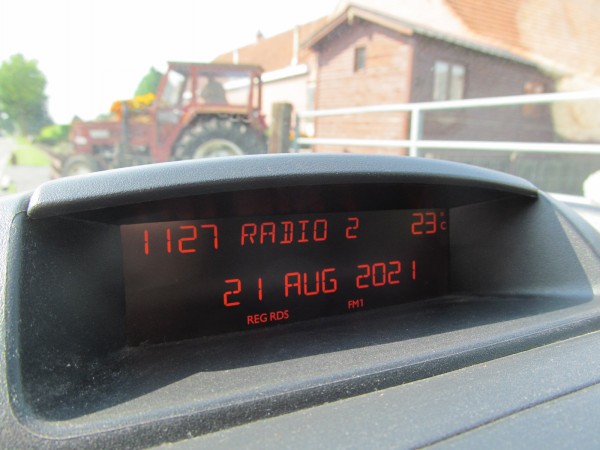 1127 RADIO 2 23°C
21 AUG 2021
REG RDS FM1